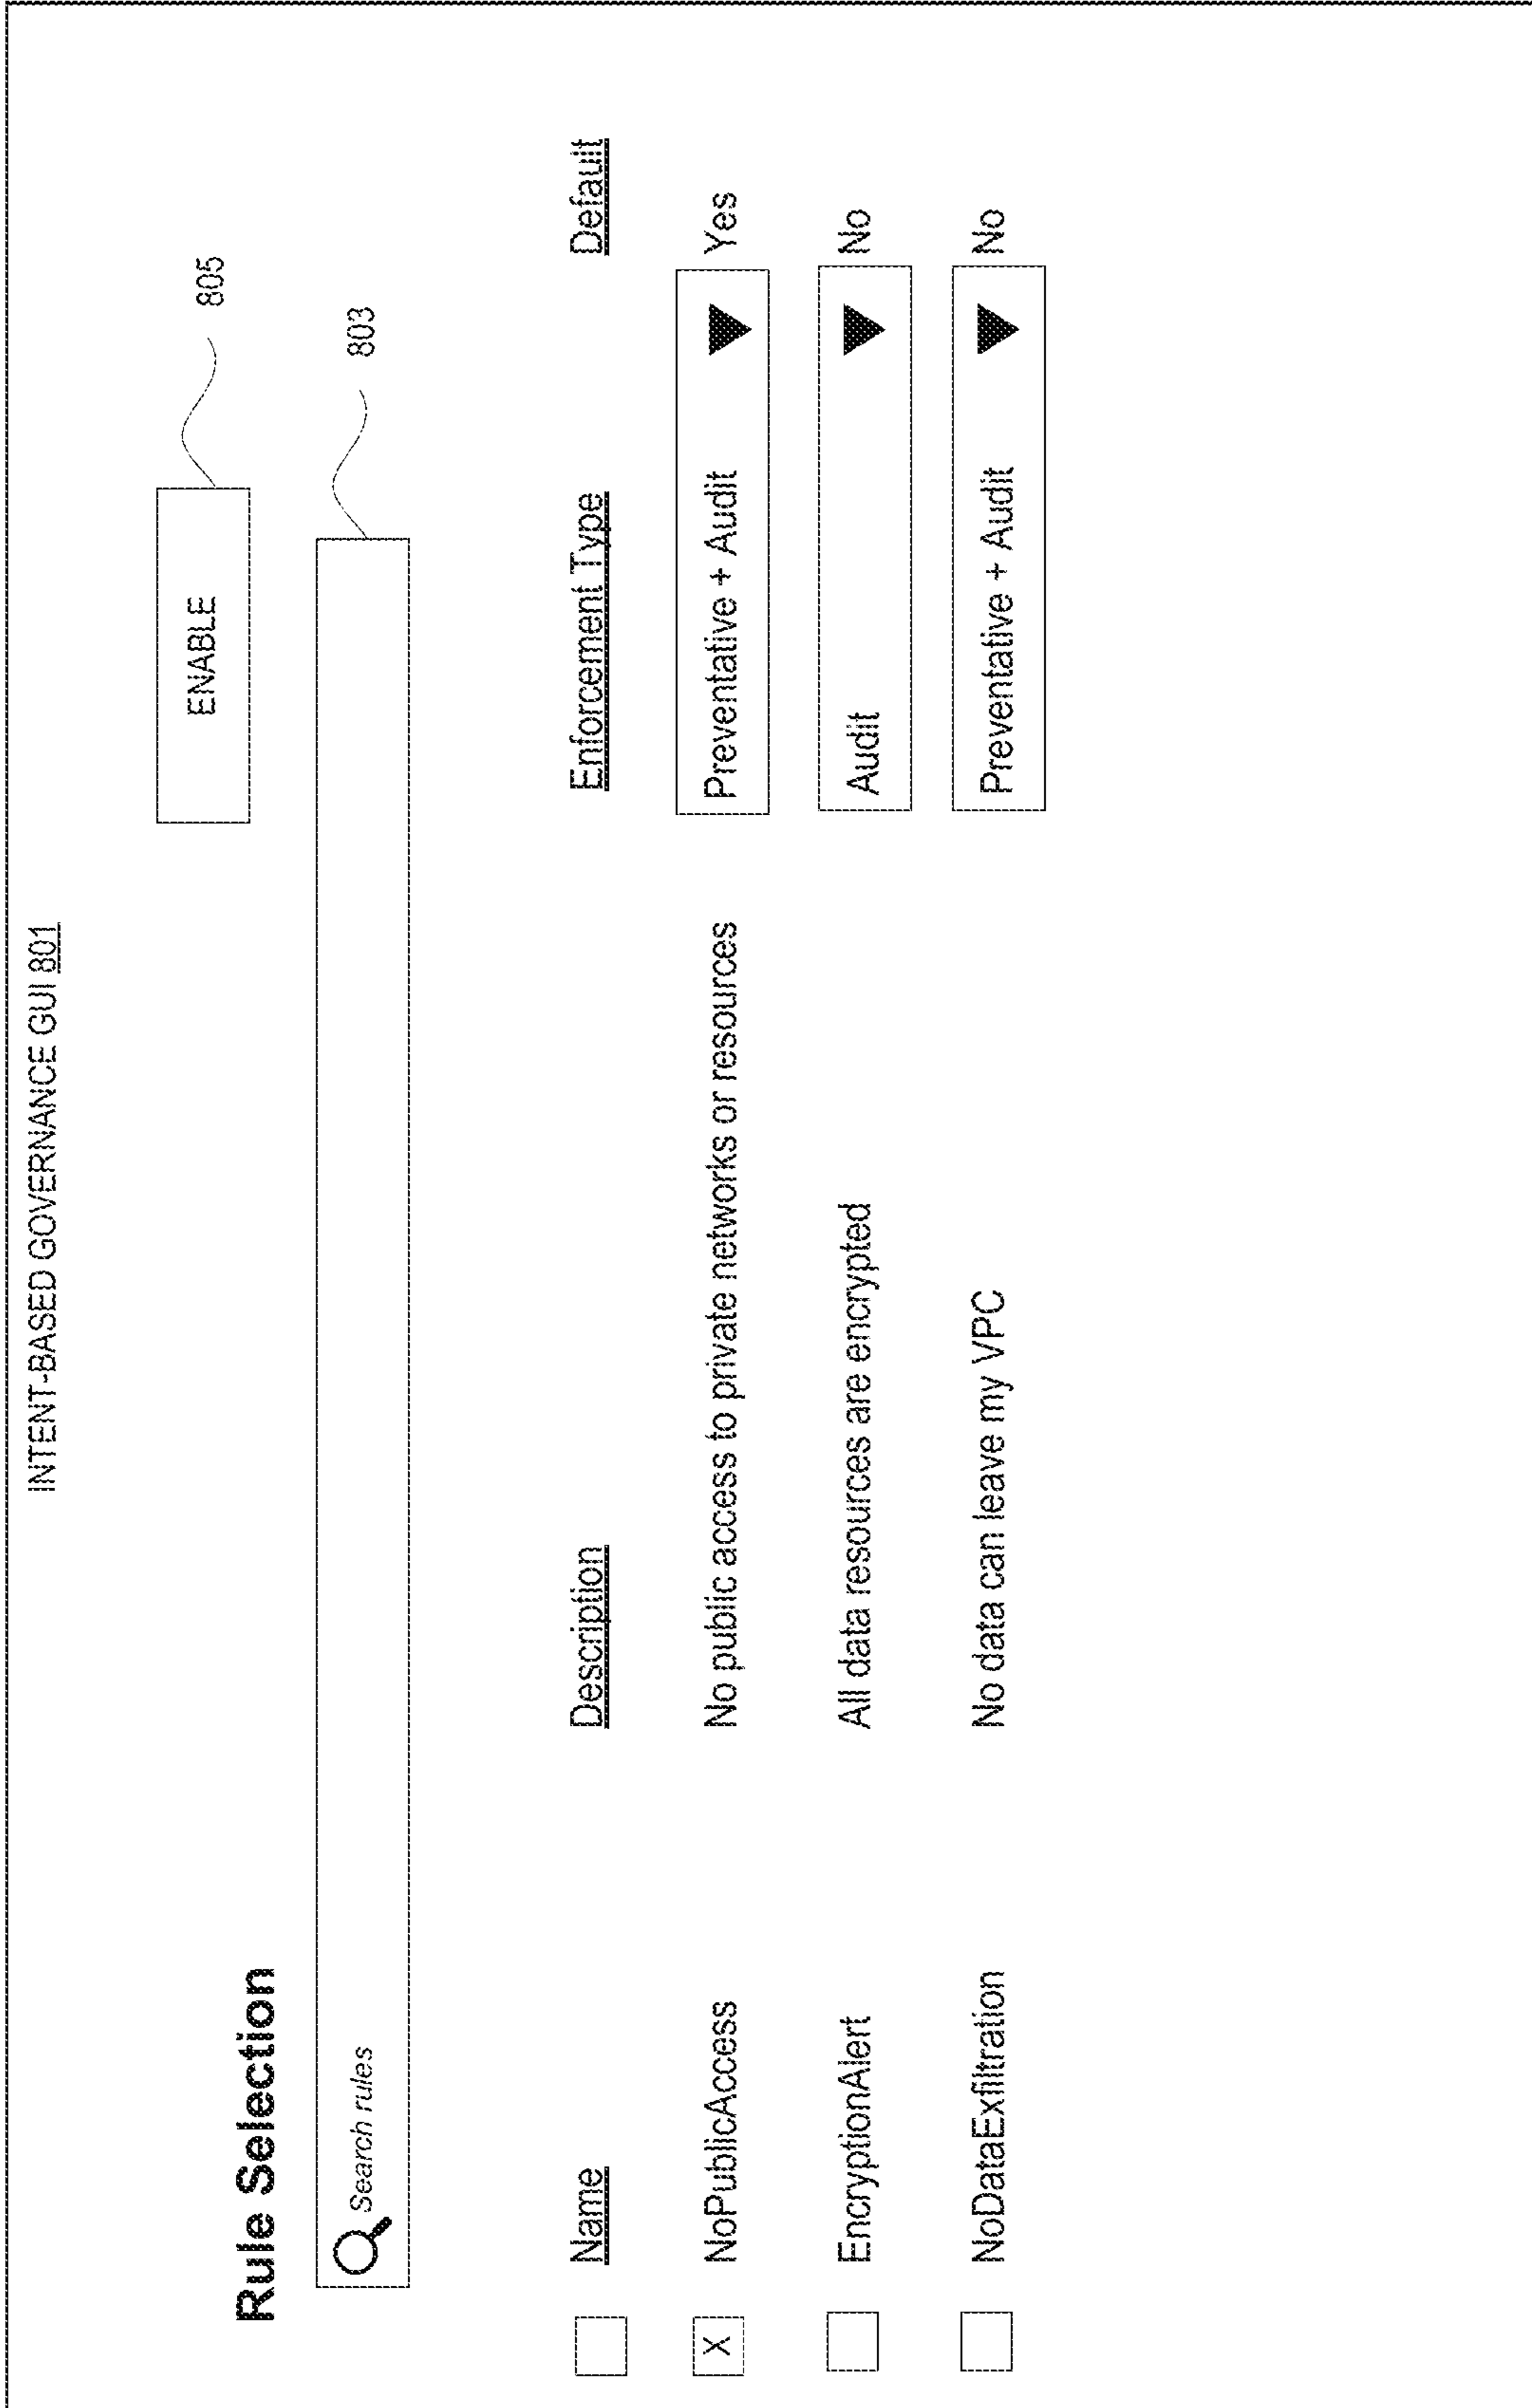 INTENT-BASED GOVERNANCE GUI 801
ENABLE
805
Rule Selection
Search rules
803
Name Description Enforcement Type Default
X NoPublicAccess No public access to private networks or resources Preventative + Audit Yes
EncryptionAlert All data resources are encrypted Audit No
NoDataExfiltration No data can leave my VPC Preventative + Audit No